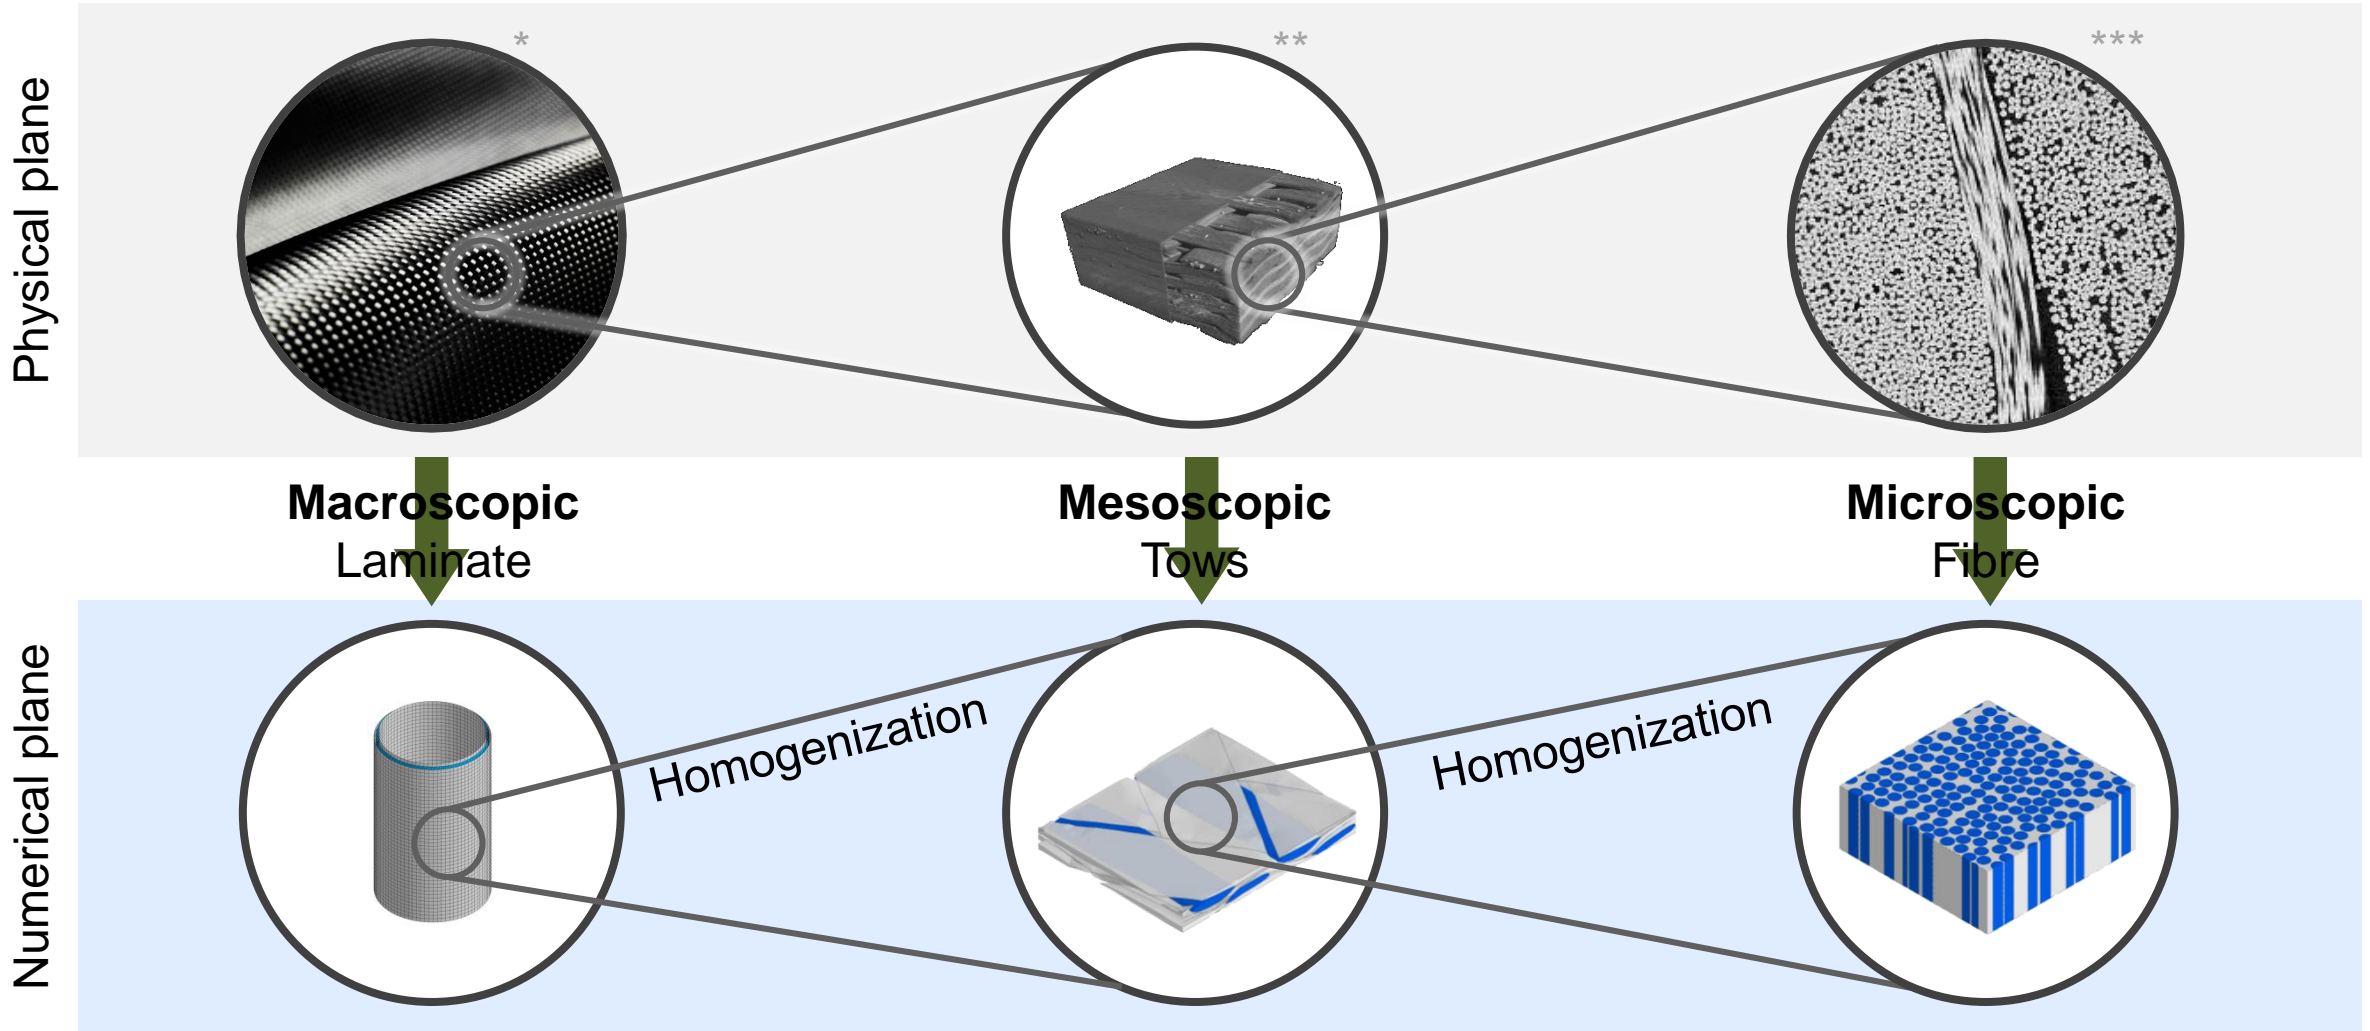 Physical plane
*
**
***
Macroscopic
Laminate
Mesoscopic
Tows
Microscopic
Fibre
Numerical plane
Homogenization
Homogenization